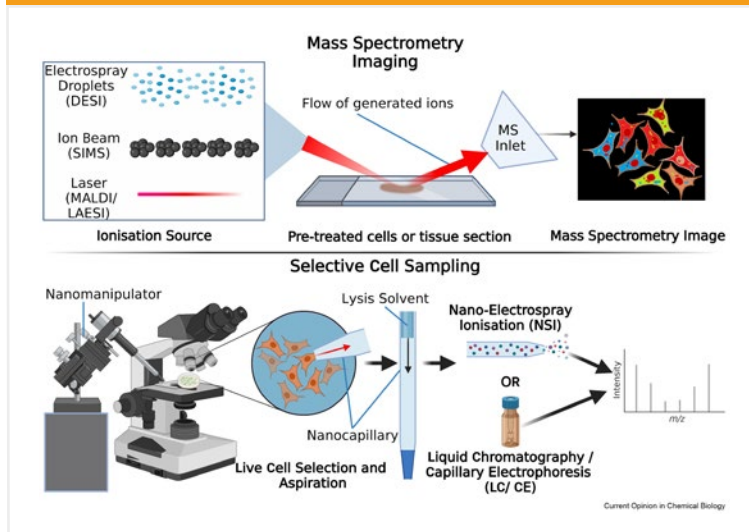 Mass Spectrometry
Imaging
Electrospray
Droplets
(DESI)
Ion Beam
(SIMS)
Laser
(MALDI/
LAESI)
Flow of generated ions
MS
Inlet
Ionisation Source
Pre-treated cells or tissue section
Mass Spectrometry Image
Selective Cell Sampling
Nanomanipulator
Lysis Solvent
Nano-Electrospray
Ionisation (NSI)
OR
Nanocapillary
Live Cell Selection and
Aspiration
Liquid Chromatography /
Capillary Electrophoresis
(LC/ CE)
Intensity
m/z
Current Opinion in Chemical Biology